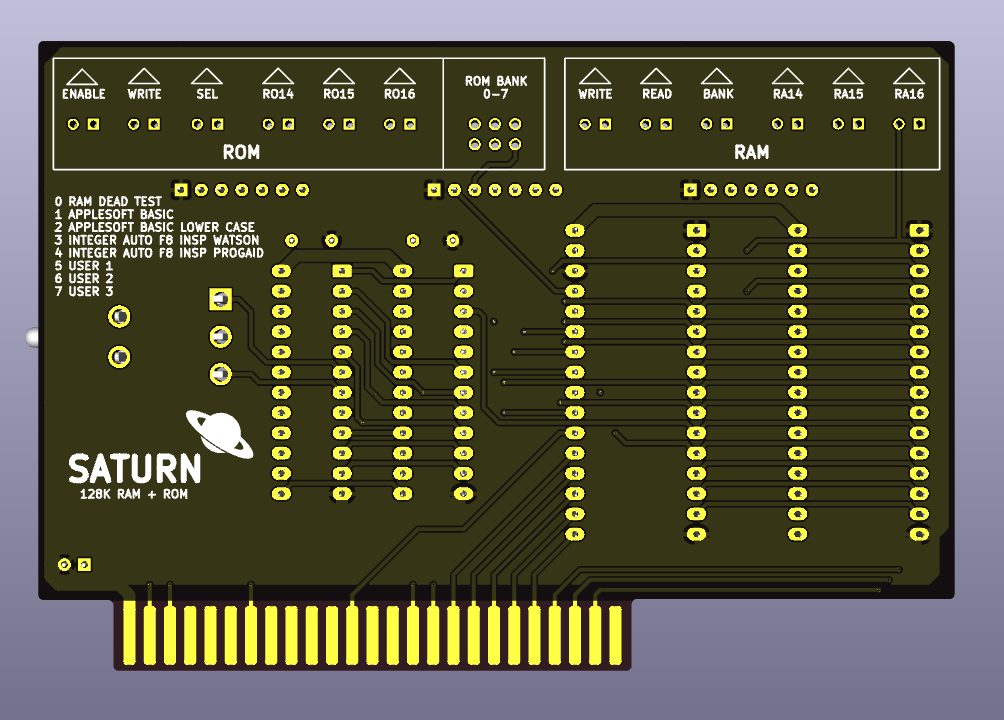 ENABLE WRITE SEL RO14 RO15 RO16
ROM
ROM BANK
0-7
WRITE READ BANK RA14 RA15 RA16
RAM
0 RAM DEAD TEST
1 APPLESOFT BASIC
2 APPLESOFT BASIC LOWER CASE
3 INTEGER AUTO F8 INSP WATSON
4 INTEGER AUTO F8 INSP PROGAID
5 USER 1
6 USER 2
7 USER 3
SATURN
128K RAM + ROM